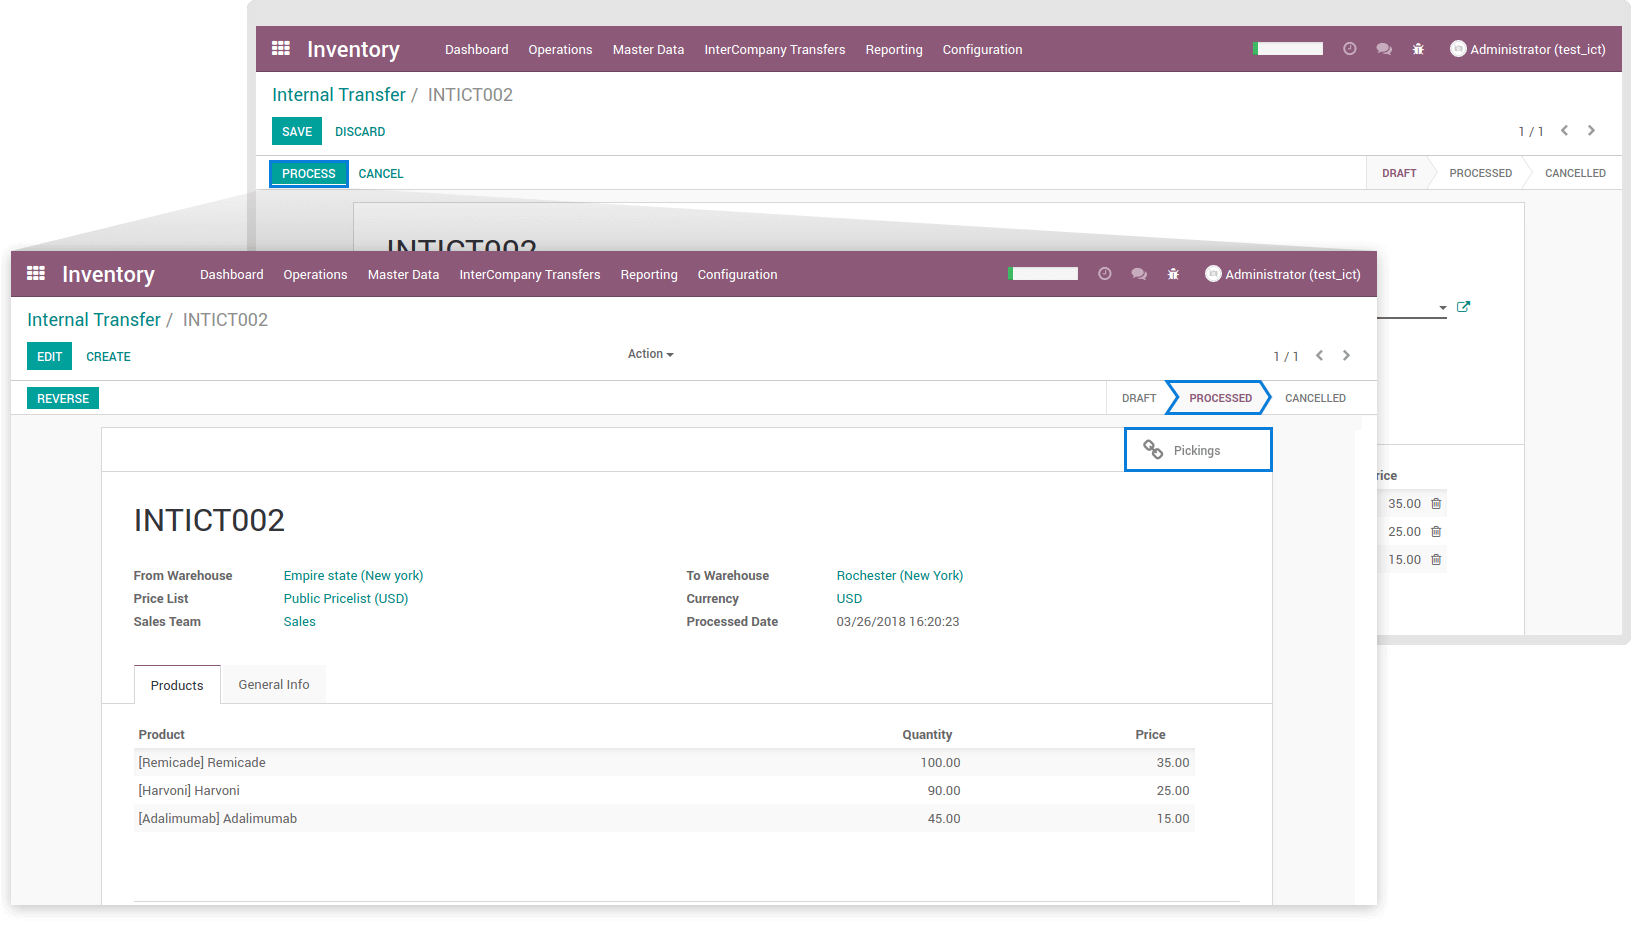 Inventory Dashboard Operations Master Data InterCompany Transfers Reporting Configuration Administrator (test_ict)
Internal Transfer / INTICT002
SAVE DISCARD 1 / 1
PROCESS CANCEL DRAFT PROCESSED CANCELLED
INTICT002
rice
35.00
25.00
15.00
Inventory Dashboard Operations Master Data InterCompany Transfers Reporting Configuration Administrator (test_ict)
Internal Transfer / INTICT002
EDIT CREATE Action 1 / 1
REVERSE DRAFT PROCESSED CANCELLED
Pickings
INTICT002
From Warehouse Empire state (New york) To Warehouse Rochester (New York)
Price List Public Pricelist (USD) Currency USD
Sales Team Sales Processed Date 03/26/2018 16:20:23
Products General Info
Product Quantity Price
[Remicade] Remicade 100.00 35.00
[Harvoni] Harvoni 90.00 25.00
[Adalimumab] Adalimumab 45.00 15.00